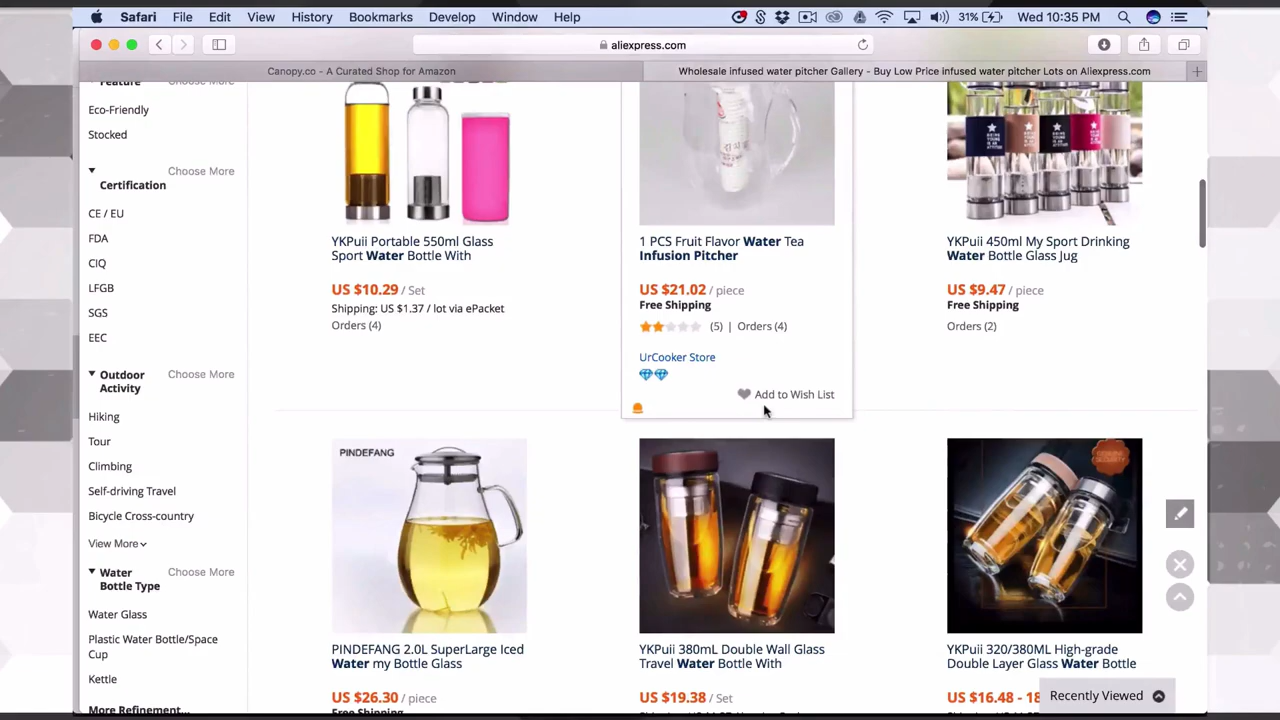 Safari File Edit View History Bookmarks Develop Window Help
31% Wed 10:35 PM
aliexpress.com
Canopy.co - A Curated Shop for Amazon
Wholesale infused water pitcher Gallery - Buy Low Price infused water pitcher Lots on Aliexpress.com
Feature Choose More
Eco-Friendly
Stocked
Certification Choose More
CE / EU
FDA
CIQ
LFGB
SGS
EEC
Outdoor Choose More
Activity
Hiking
Tour
Climbing
Self-driving Travel
Bicycle Cross-country
View More
Water Choose More
Bottle Type
Water Glass
Plastic Water Bottle/Space
Cup
Kettle
More Refinement...
YKPuii Portable 550ml Glass
Sport Water Bottle With
US $10.29 / Set
Shipping: US $1.37 / lot via ePacket
Orders (4)
1 PCS Fruit Flavor Water Tea
Infusion Pitcher
US $21.02 / piece
Free Shipping
(5) | Orders (4)
UrCooker Store
Add to Wish List
YKPuii 450ml My Sport Drinking
Water Bottle Glass Jug
US $9.47 / piece
Free Shipping
Orders (2)
PINDEFANG
PINDEFANG 2.0L SuperLarge Iced
Water my Bottle Glass
US $26.30 / piece
Free Shipping
YKPuii 380mL Double Wall Glass
Travel Water Bottle With
US $19.38 / Set
YKPuii 320/380ML High-grade
Double Layer Glass Water Bottle
US $16.48 - 18
Recently Viewed